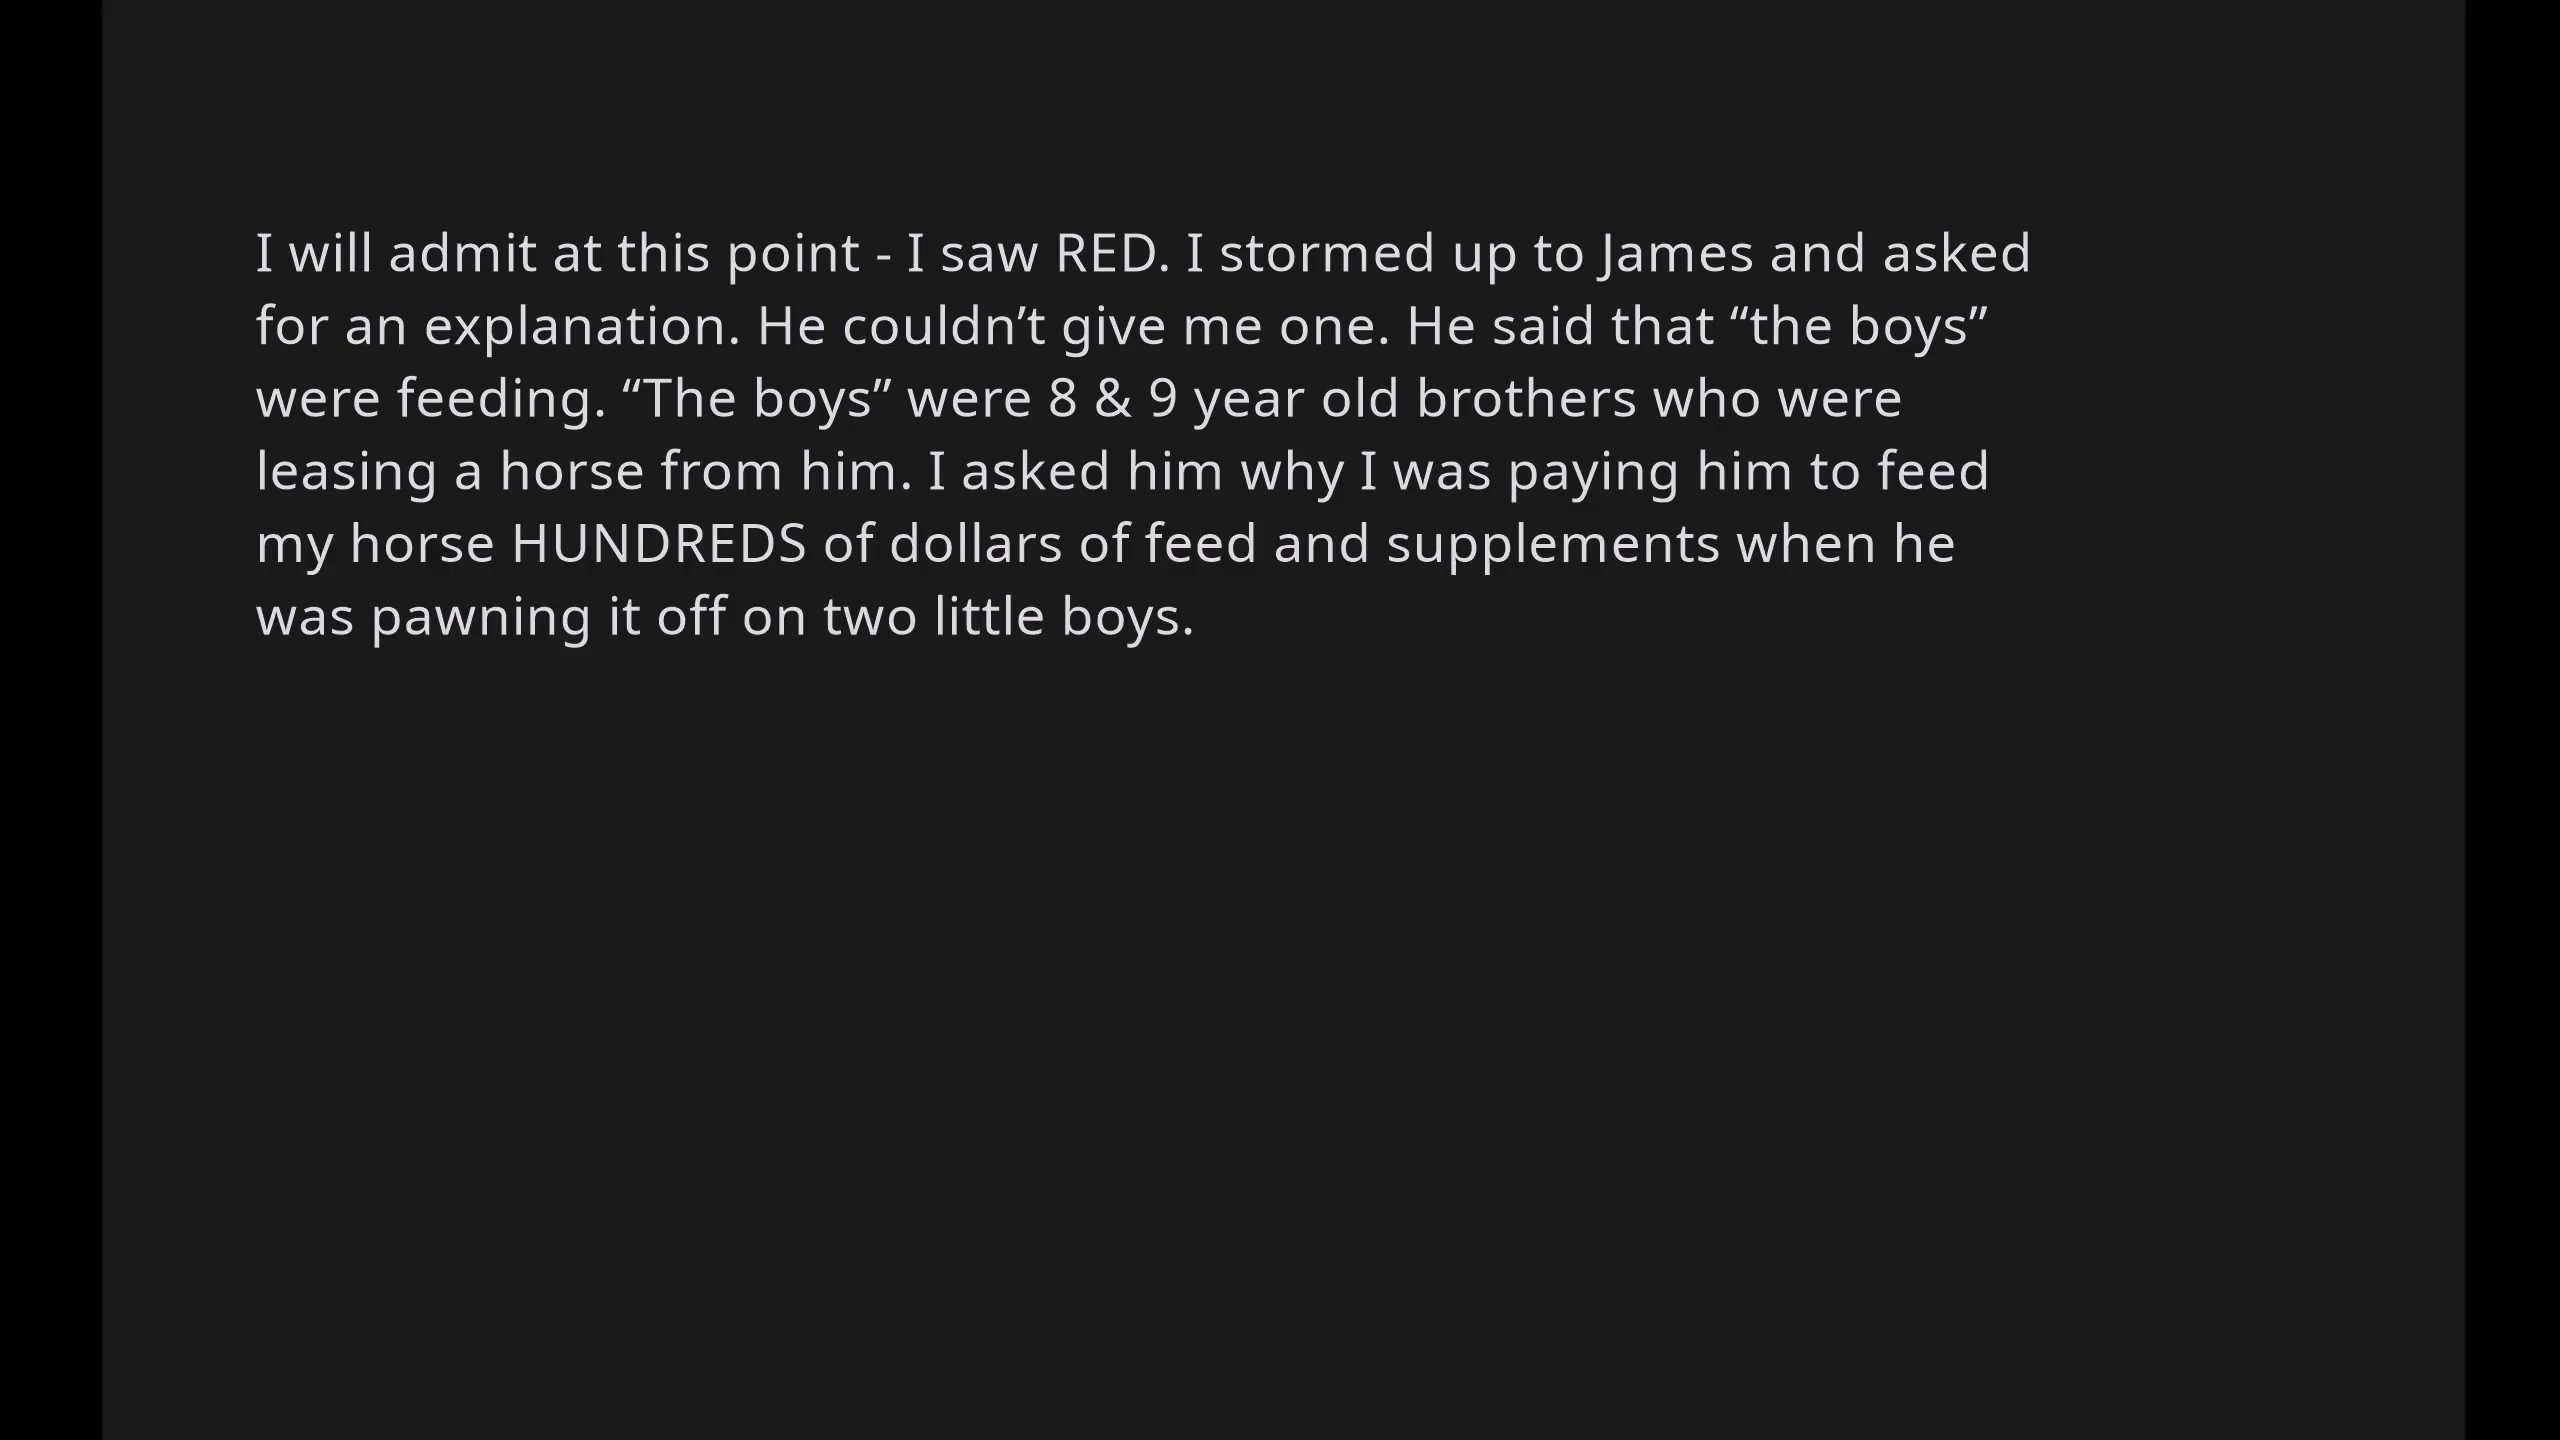 I will admit at this point - I saw RED. I stormed up to James and asked
for an explanation. He couldn’t give me one. He said that “the boys”
were feeding. “The boys” were 8 & 9 year old brothers who were
leasing a horse from him. I asked him why I was paying him to feed
my horse HUNDREDS of dollars of feed and supplements when he
was pawning it off on two little boys.